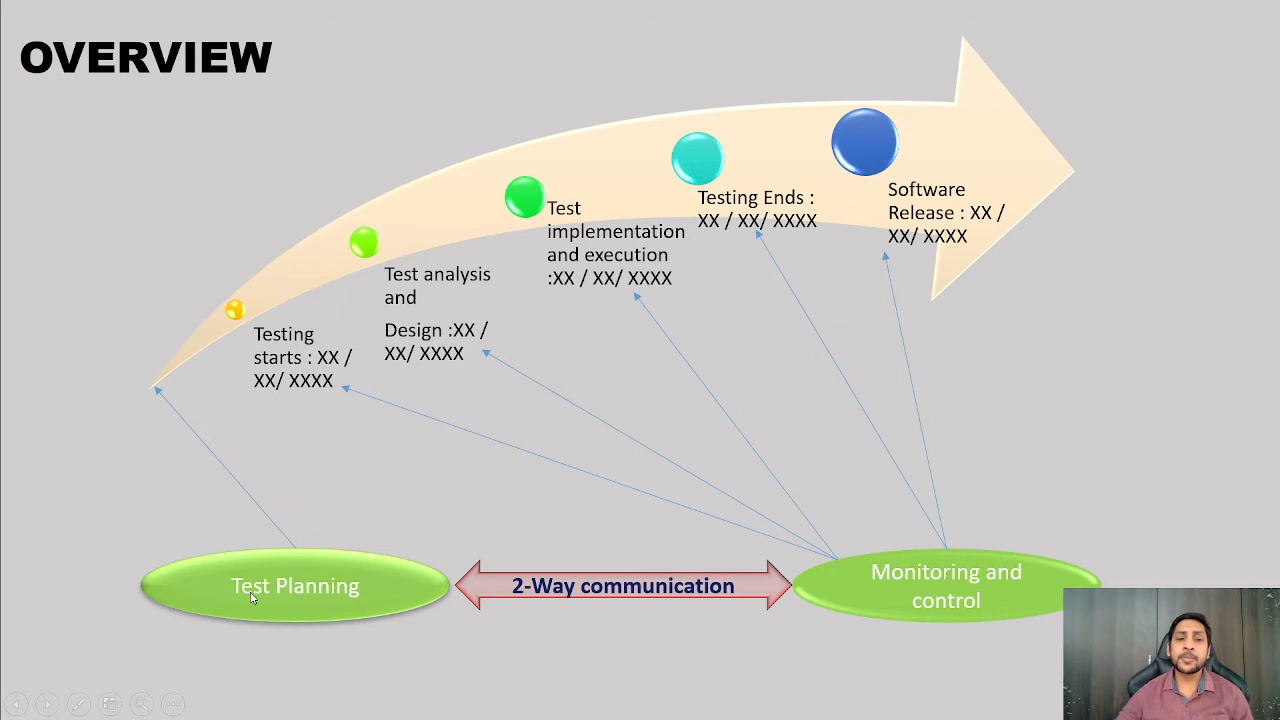 OVERVIEW
Testing
starts : XX /
XX/ XXXX
Test analysis
and
Design :XX /
XX/ XXXX
Test
implementation
and execution
:XX / XX/ XXXX
Testing Ends :
XX / XX/ XXXX
Software
Release : XX /
XX/ XXXX
Test Planning
2-Way communication
Monitoring and
control